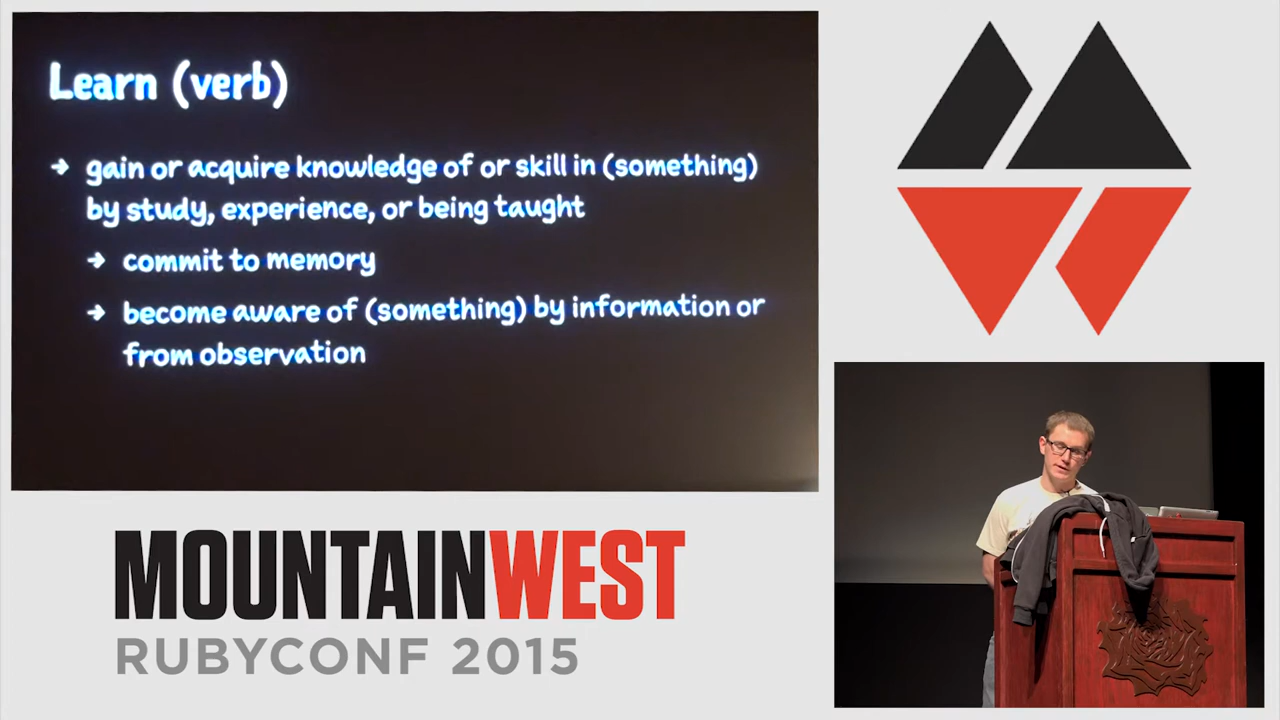 Learn (verb)
→ gain or acquire knowledge of or skill in (something)
by study, experience, or being taught
→ commit to memory
→ become aware of (something) by information or
from observation
MOUNTAINWEST
RUBYCONF 2015